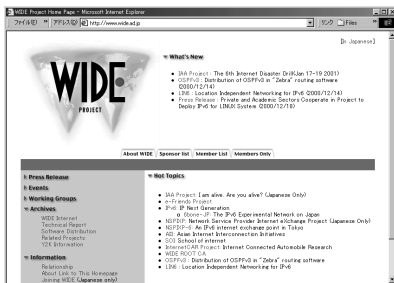 WIDE Project Home Page - Microsoft Internet Explorer
ファイル(F) » アドレス(D) http://www.wide.ad.jp リンク Files »
[In Japanese]
What's New
IAA Project : The 6th Internet Disaster Drill(Jan 17-19 2001)
OSPFv3 : Distribution of OSPFv3 in "Zebra" routing software
(2000/12/14)
LIN6 : Location Independent Networking for IPv6 (2000/12/14)
Press Release : Private and Academic Sectors Cooperate in Project to
Deploy IPv6 for LINUX System (2000/12/18)
WIDE
PROJECT
About WIDE Sponsor list Member List Members Only
Press Release
Events
Working Groups
Archives
WIDE Internet
Technical Report
Software Distribution
Related Projects
Y2K Information
Information
Relationship
About Link to This Homepage
Joining WIDE (Japanese only)
Hot Topics
IAA Project: I am alive. Are you alive? (Japanese Only)
e-Friends Project
IPv6: IP Next Generation
6bone-JP: The IPv6 Experimental Network on Japan
NSPIXP: Network Service Provider Internet eXchange Project (Japanese Only)
NSPIXP-6: An IPv6 internet exchange point in Tokyo
AI3: Asian Internet Interconnection Initiatives
SOI School of internet
InternetCAR Project: Internet Connected Automobile Research
WIDE ROOT CA
OSPFv3 : Distribution of OSPFv3 in "Zebra" routing software
LIN6 : Location Independent Networking for IPv6